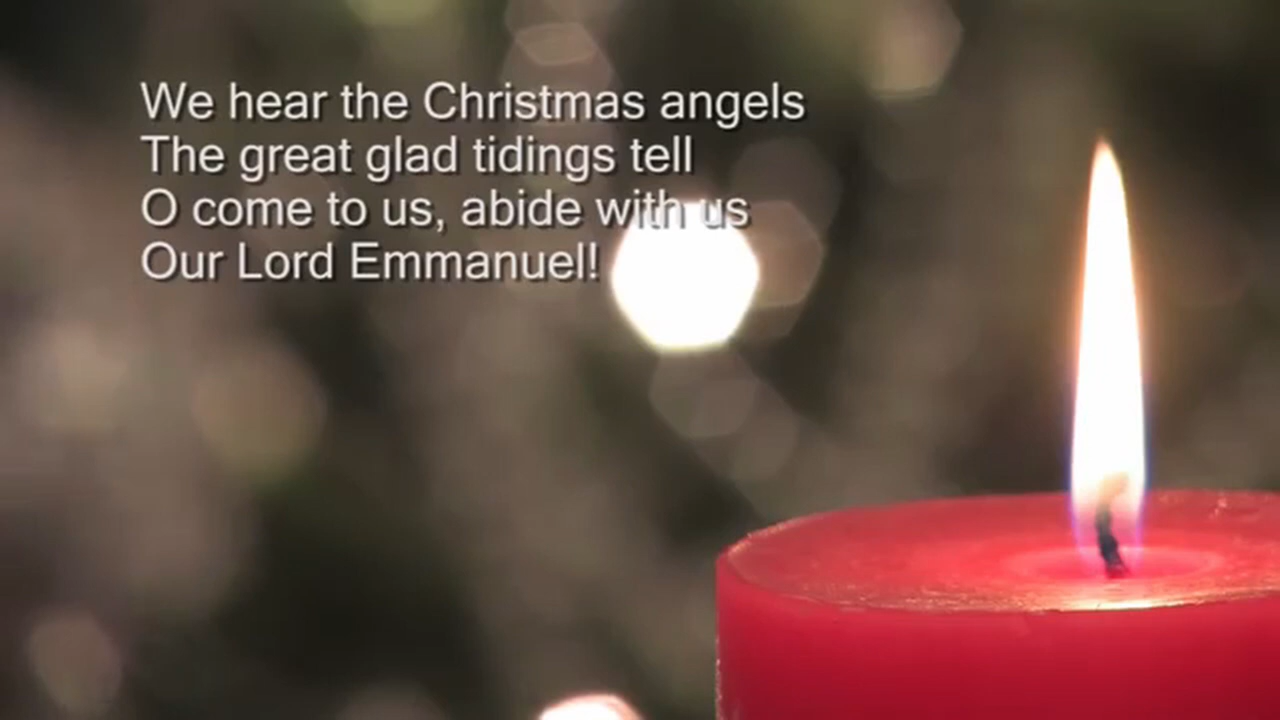 We hear the Christmas angels
The great glad tidings tell
O come to us, abide with us
Our Lord Emmanuel!